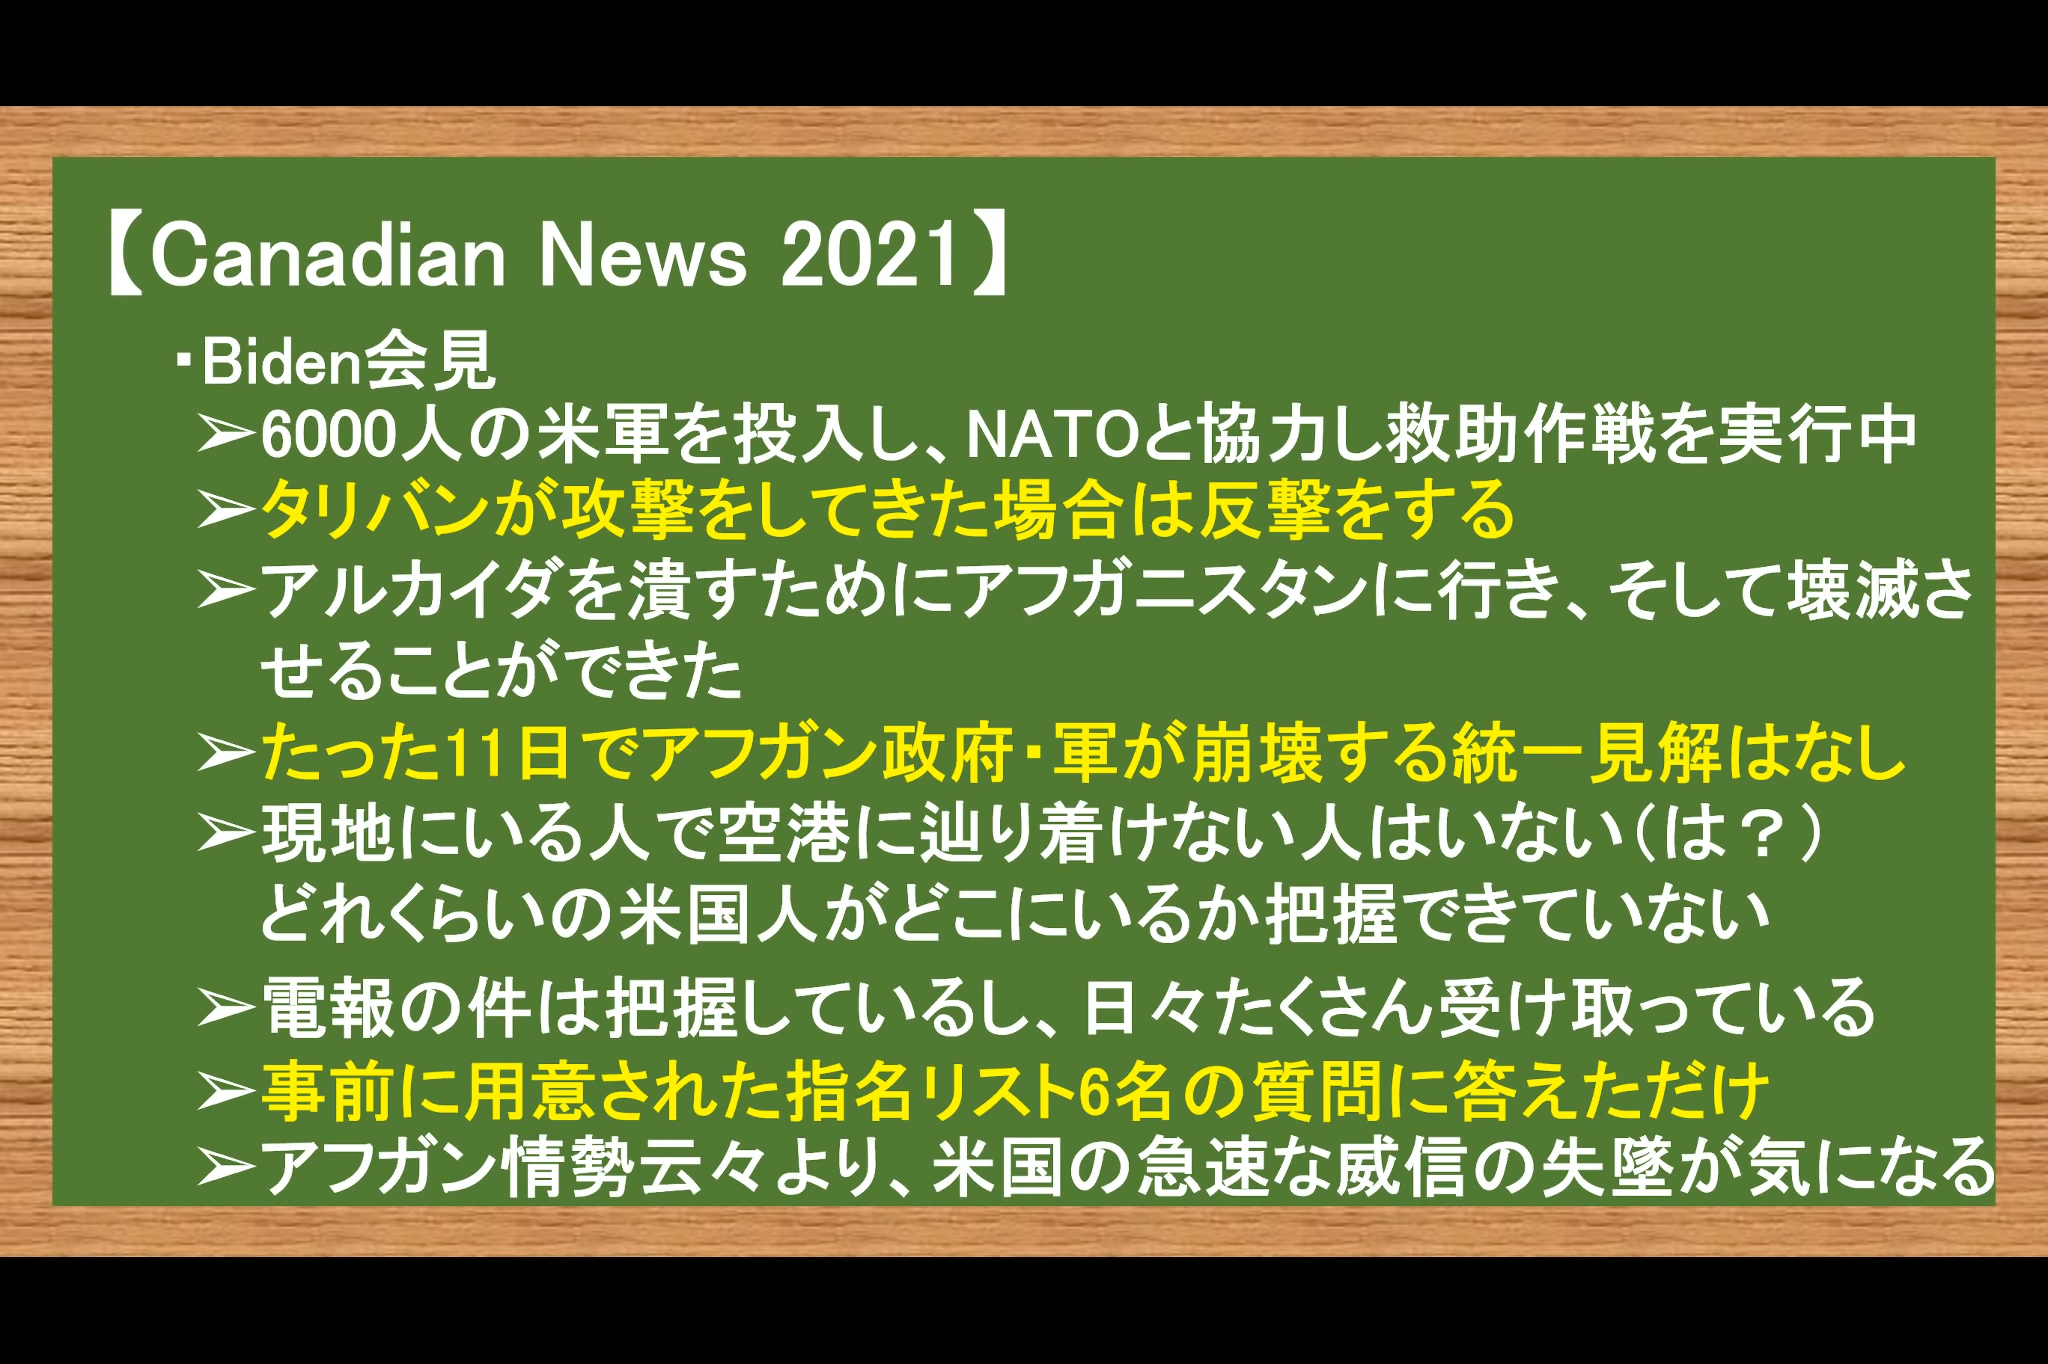 【Canadian News 2021】
・Biden会見
➢6000人の米軍を投入し、NATOと協力し救助作戦を実行中
➢タリバンが攻撃をしてきた場合は反撃をする
➢アルカイダを潰すためにアフガニスタンに行き、そして壊滅さ
せることができた
➢たった11日でアフガン政府・軍が崩壊する統一見解はなし
➢現地にいる人で空港に辿り着けない人はいない（は？）
どれくらいの米国人がどこにいるか把握できていない
➢電報の件は把握しているし、日々たくさん受け取っている
➢事前に用意された指名リスト6名の質問に答えただけ
➢アフガン情勢云々より、米国の急速な威信の失墜が気になる